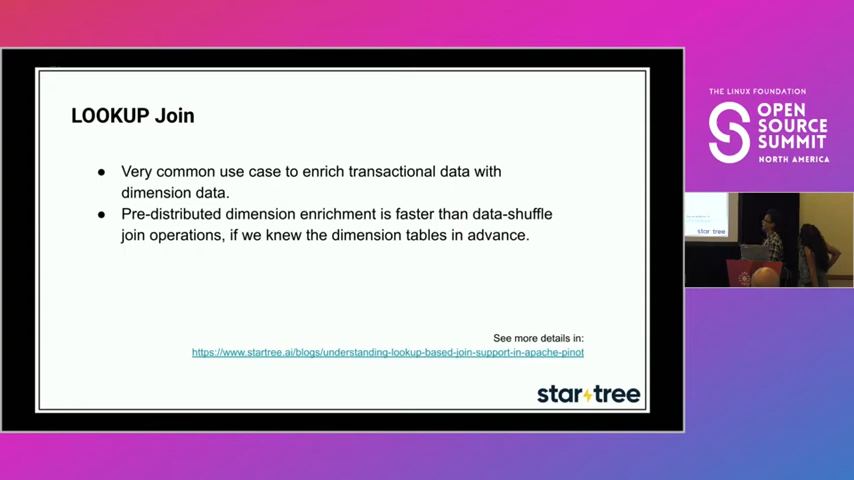 LOOKUP Join
● Very common use case to enrich transactional data with
dimension data.
● Pre-distributed dimension enrichment is faster than data-shuffle
join operations, if we knew the dimension tables in advance.
See more details in:
https://www.startree.ai/blogs/understanding-lookup-based-join-support-in-apache-pinot
star tree
THE LINUX FOUNDATION
OPEN
SOURCE
SUMMIT
NORTH AMERICA
star tree